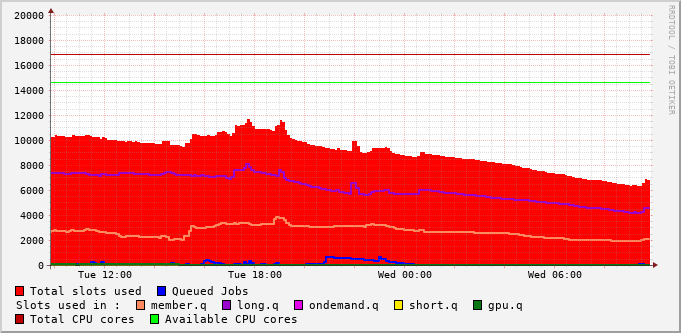 20000
18000
16000
14000
12000
10000
8000
6000
4000
2000
0
Tue 12:00 Tue 18:00 Wed 00:00 Wed 06:00
Total slots used Queued Jobs
Slots used in : member.q long.q ondemand.q short.q gpu.q
Total CPU cores Available CPU cores
RRDTOOL / TOBI OETIKER